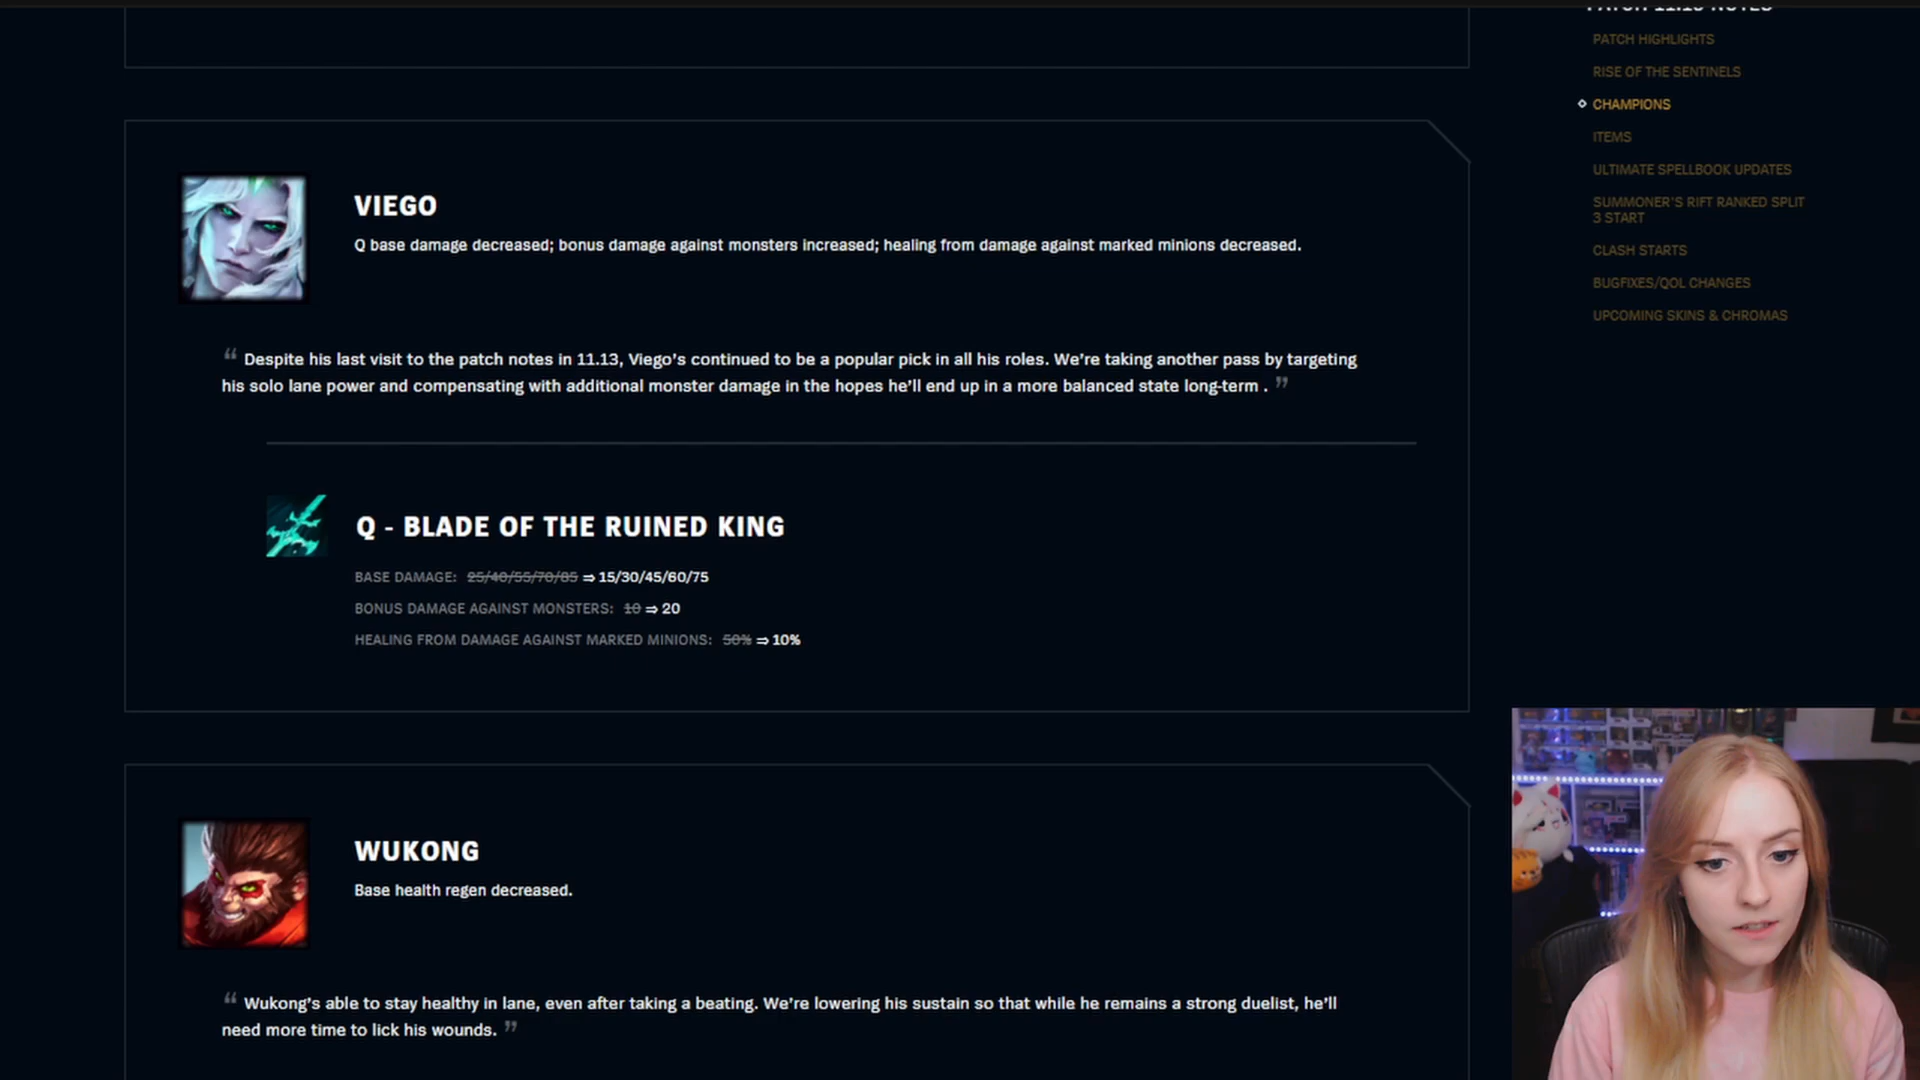 PATCH 11.15 NOTES
PATCH HIGHLIGHTS
RISE OF THE SENTINELS
CHAMPIONS
ITEMS
ULTIMATE SPELLBOOK UPDATES
SUMMONER'S RIFT RANKED SPLIT
3 START
CLASH STARTS
BUGFIXES/QOL CHANGES
UPCOMING SKINS & CHROMAS
VIEGO
Q base damage decreased; bonus damage against monsters increased; healing from damage against marked minions decreased.
“ Despite his last visit to the patch notes in 11.13, Viego’s continued to be a popular pick in all his roles. We’re taking another pass by targeting
his solo lane power and compensating with additional monster damage in the hopes he’ll end up in a more balanced state long-term . ”
Q - BLADE OF THE RUINED KING
BASE DAMAGE: 25/40/55/70/85 ⇒ 15/30/45/60/75
BONUS DAMAGE AGAINST MONSTERS: 10 ⇒ 20
HEALING FROM DAMAGE AGAINST MARKED MINIONS: 50% ⇒ 10%
WUKONG
Base health regen decreased.
“ Wukong’s able to stay healthy in lane, even after taking a beating. We’re lowering his sustain so that while he remains a strong duelist, he’ll
need more time to lick his wounds. ”